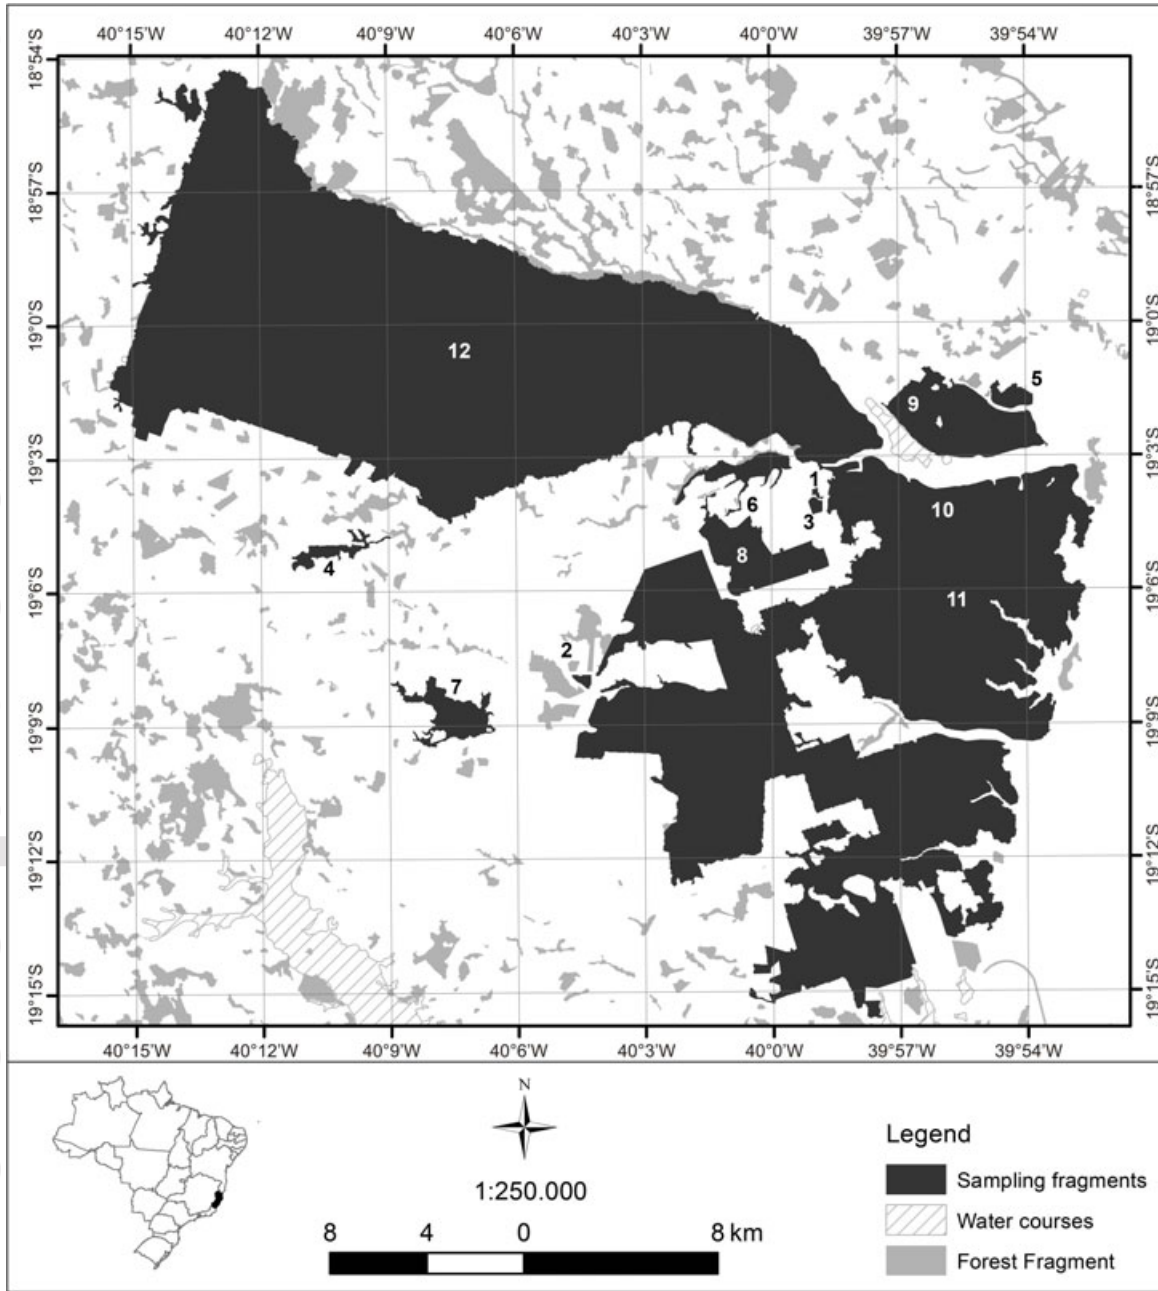 40°15'W 40°12'W 40°9'W 40°6'W 40°3'W 40°0'W 39°57'W 39°54'W
18°54'S 18°54'S
18°57'S 18°57'S
19°0'S 19°0'S
12
5
9
19°3'S 19°3'S
1
6
10
3
8
4
19°6'S 11 19°6'S
2
7
19°9'S 19°9'S
19°12'S 19°12'S
19°15'S 19°15'S
40°15'W 40°12'W 40°9'W 40°6'W 40°3'W 40°0'W 39°57'W 39°54'W
N
1:250.000
8 4 0 8 km
Legend
Sampling fragments
Water courses
Forest Fragment